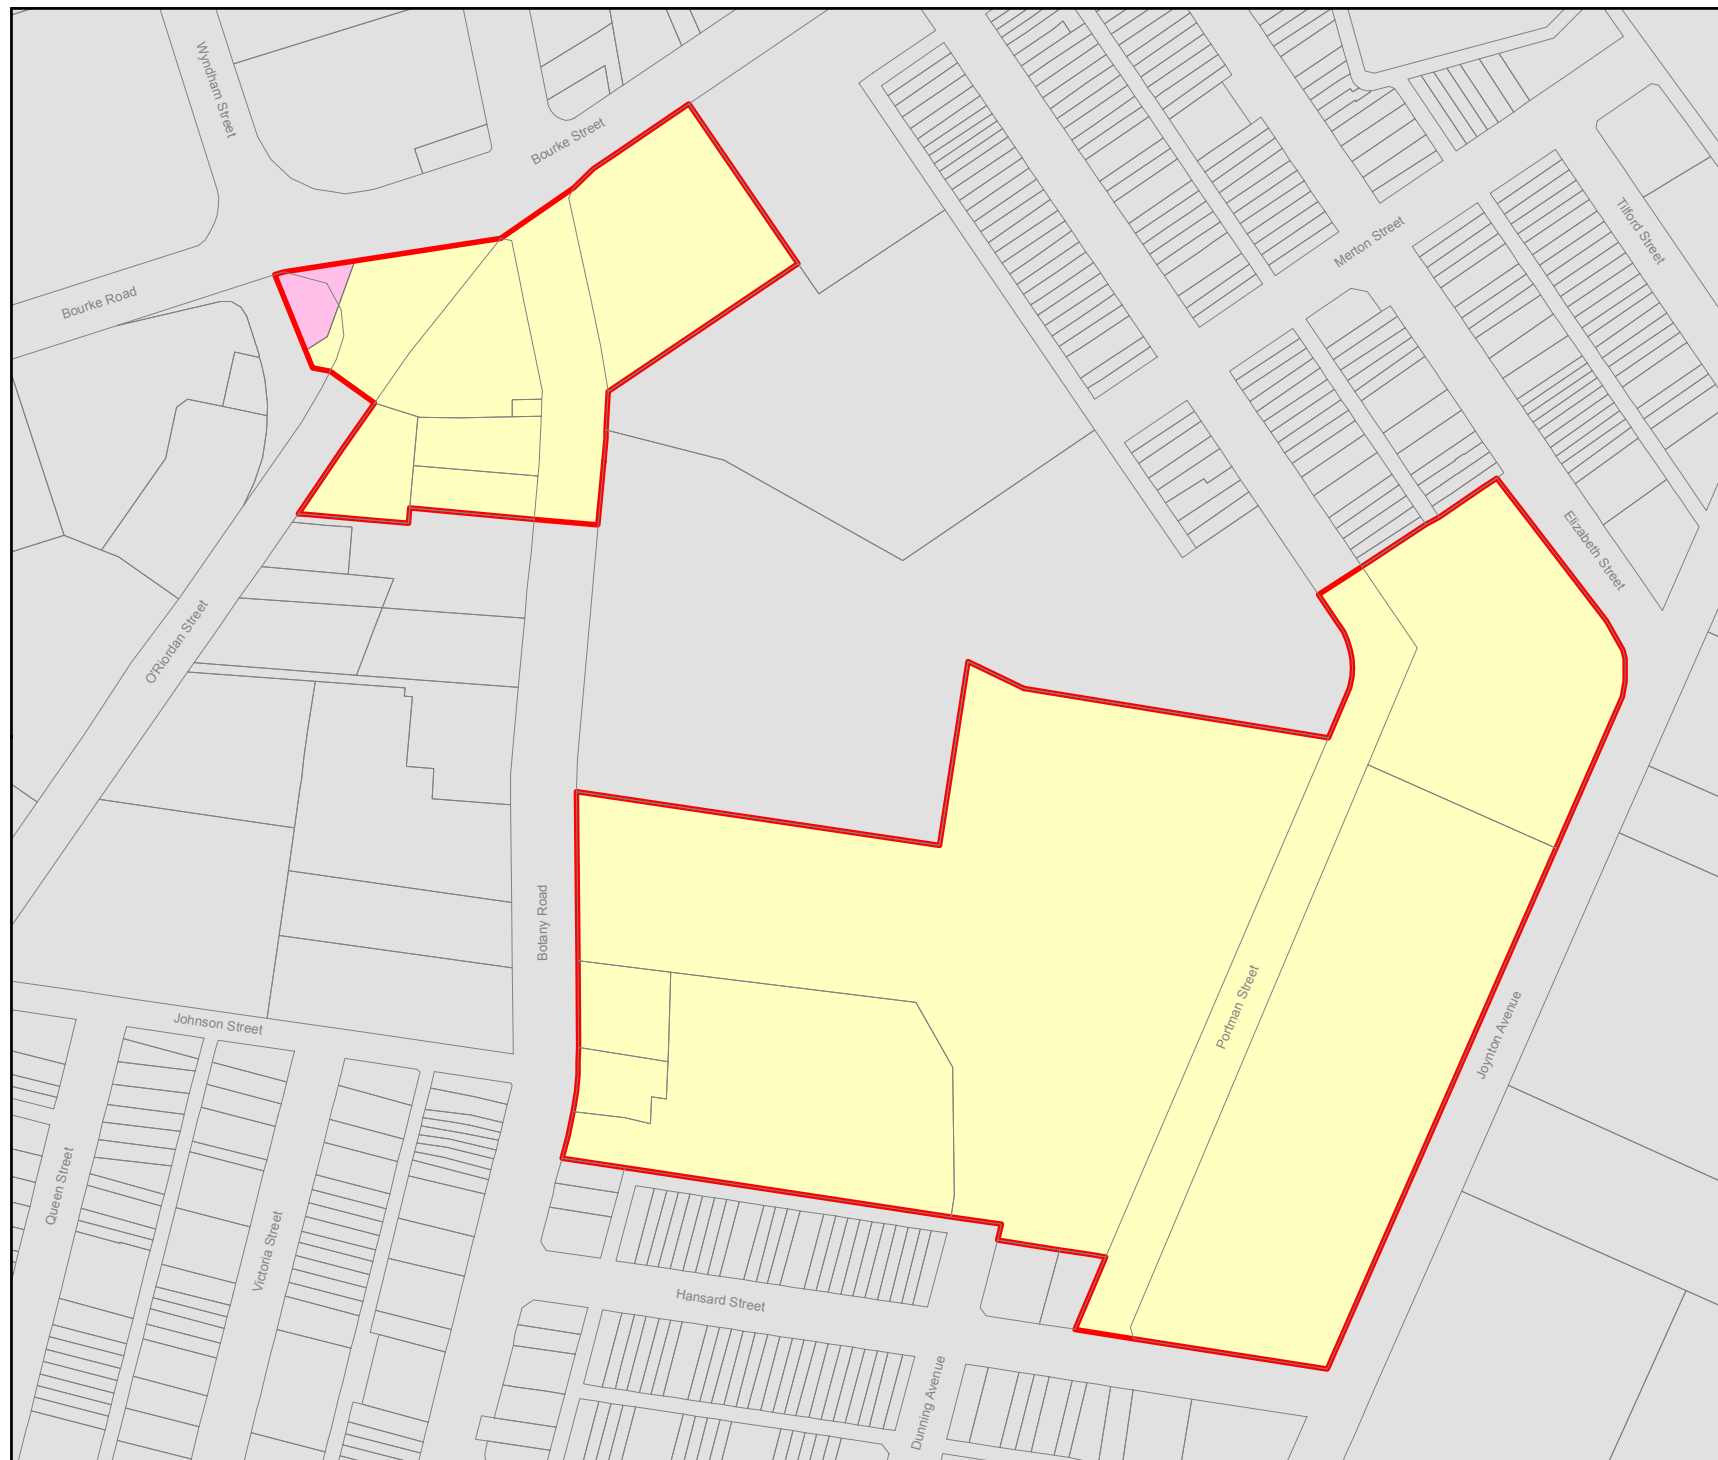 Wyndham Street
Bourke Street
Tilford Street
Merton Street
Bourke Road
Elizabeth Street
O'Riordan Street
Botany Road
Portman Street
Joynton Avenue
Johnson Street
Queen Street
Victoria Street
Hansard Street
Dunning Avenue